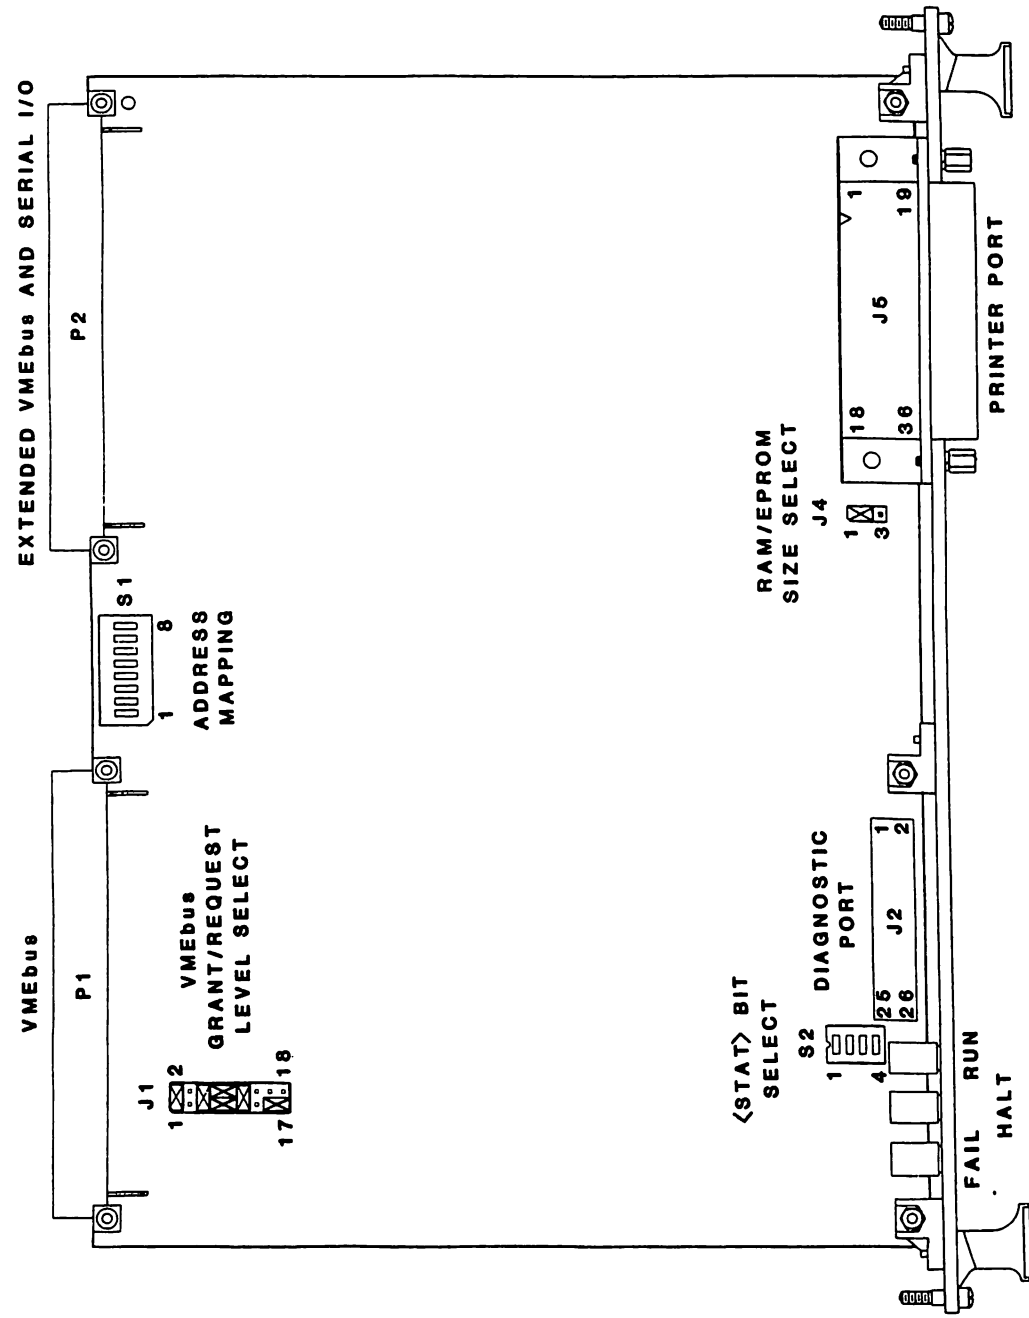 EXTENDED VMEbus AND SERIAL I/O
P2
S1
1
8
ADDRESS
MAPPING
VMEbus
P1
VMEbus
GRANT/REQUEST
LEVEL SELECT
J1
1
2
17
18
RAM/EPROM
SIZE SELECT
J4
1
3
1
19
J5
18
36
PRINTER PORT
DIAGNOSTIC
PORT
1
2
J2
25
26
<STAT> BIT
SELECT
S2
1
4
FAIL
RUN
HALT